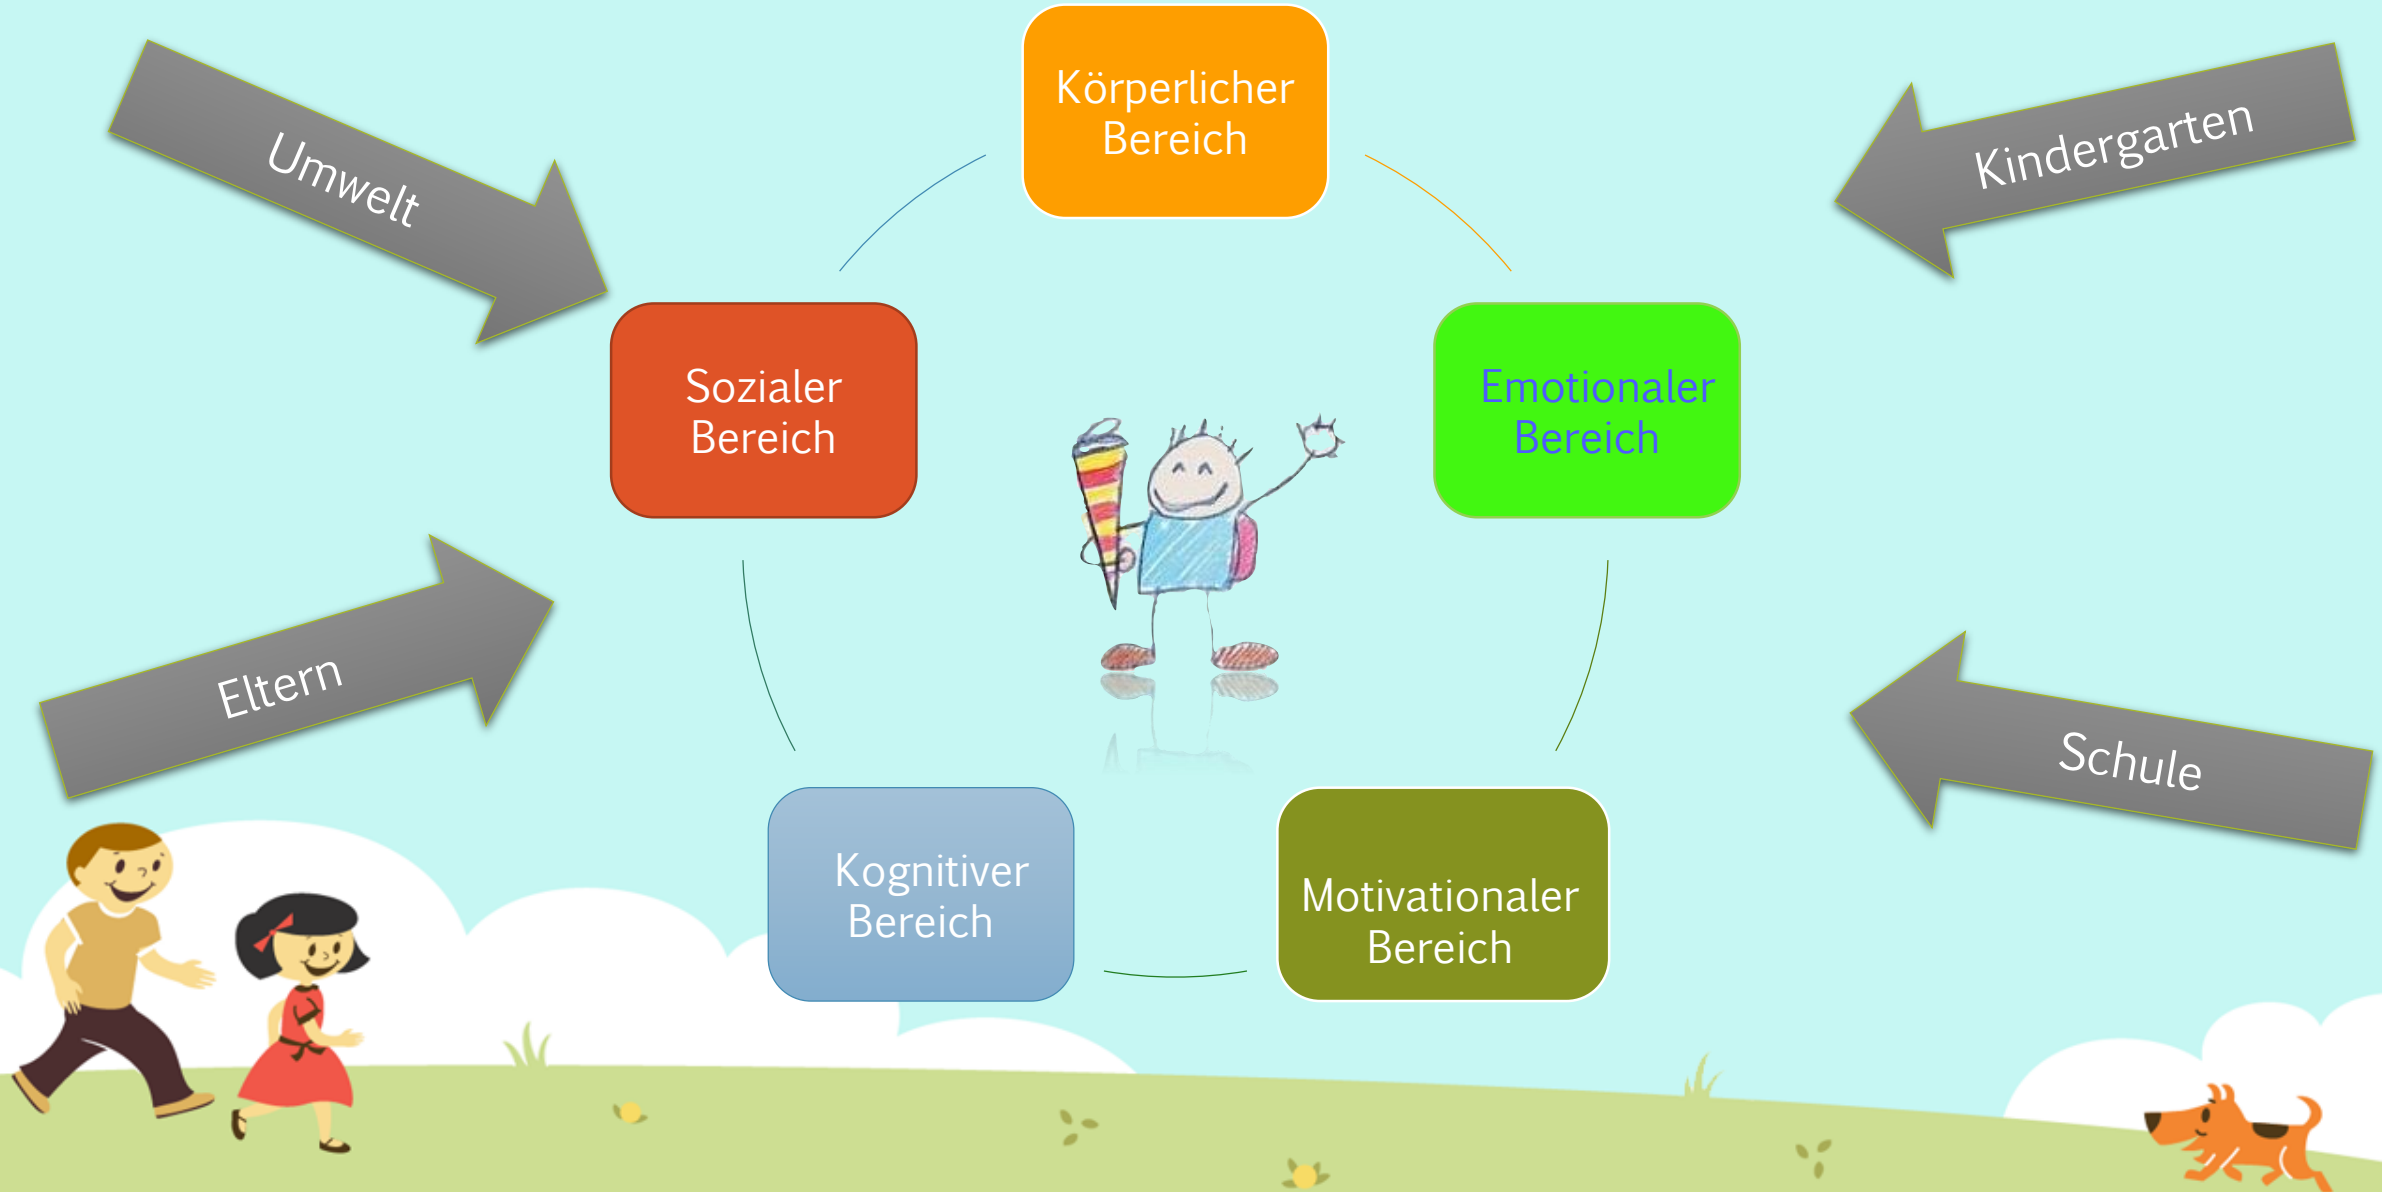 Körperlicher
Bereich
Umwelt
Kindergarten
Sozialer
Bereich
Emotionaler
Bereich
Eltern
Schule
Kognitiver
Bereich
Motivationaler
Bereich